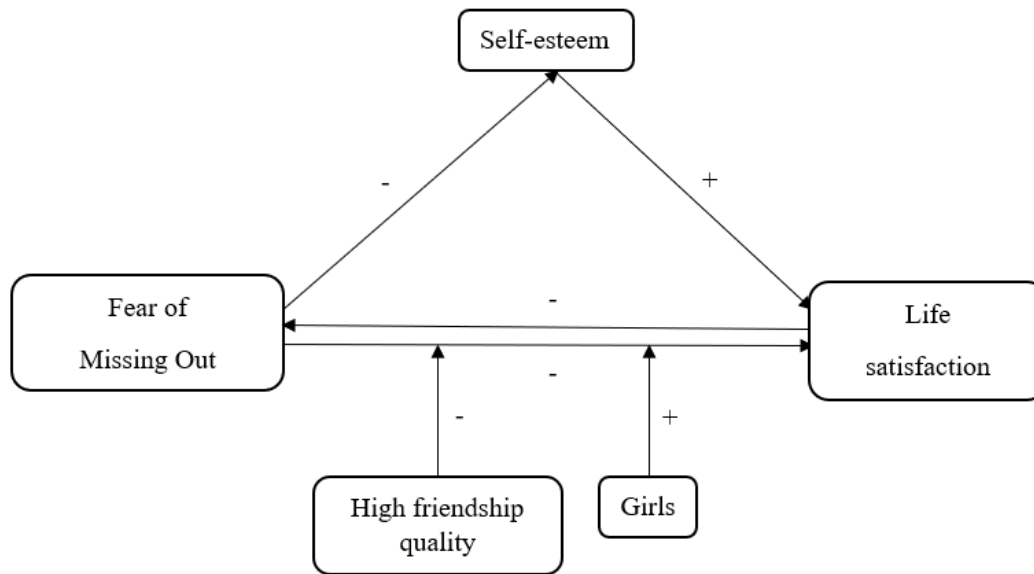 Self-esteem
-
+
Fear of
Missing Out
-
Life
satisfaction
-
-
+
High friendship
quality
Girls